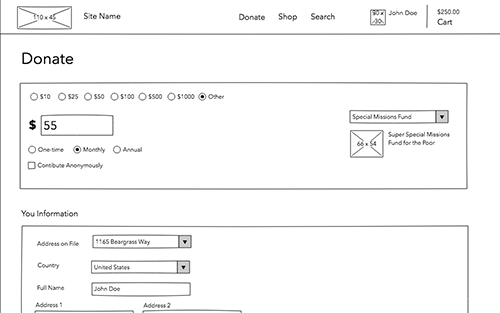 110 x 45 Site Name Donate Shop Search John Doe $250.00
Cart
Donate
$10 $25 $50 $100 $500 $1000 Other
$ 55
Special Missions Fund
One-time Monthly Annual
66 x 54 Super Special Missions
Fund for the Poor
Contibute Anonymously
You Information
Address on File 1165 Beargrass Way
Country United States
Full Name John Doe
Address 1 Address 2